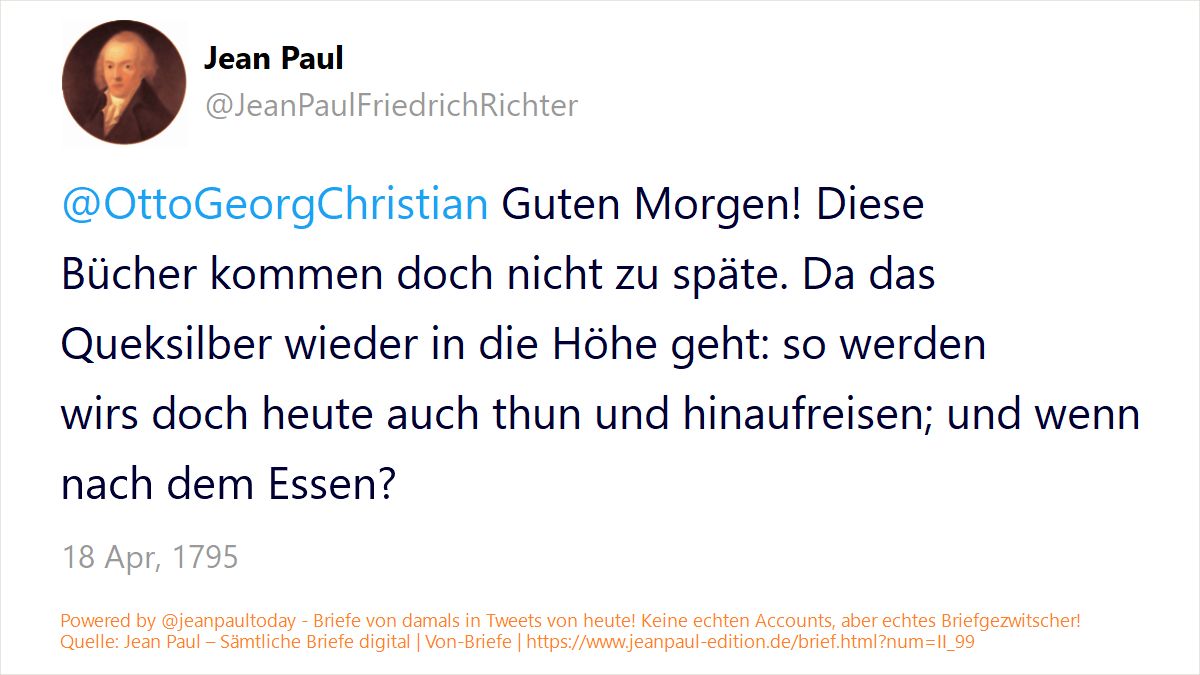 Jean Paul
@JeanPaulFriedrichRichter
@OttoGeorgChristian Guten Morgen! Diese
Bücher kommen doch nicht zu späte. Da das
Queksilber wieder in die Höhe geht: so werden
wirs doch heute auch thun und hinaufreisen; und wenn
nach dem Essen?
18 Apr, 1795
Powered by @jeanpaultoday - Briefe von damals in Tweets von heute! Keine echten Accounts, aber echtes Briefgezwitscher!
Quelle: Jean Paul – Sämtliche Briefe digital | Von-Briefe | https://www.jeanpaul-edition.de/brief.html?num=II_99